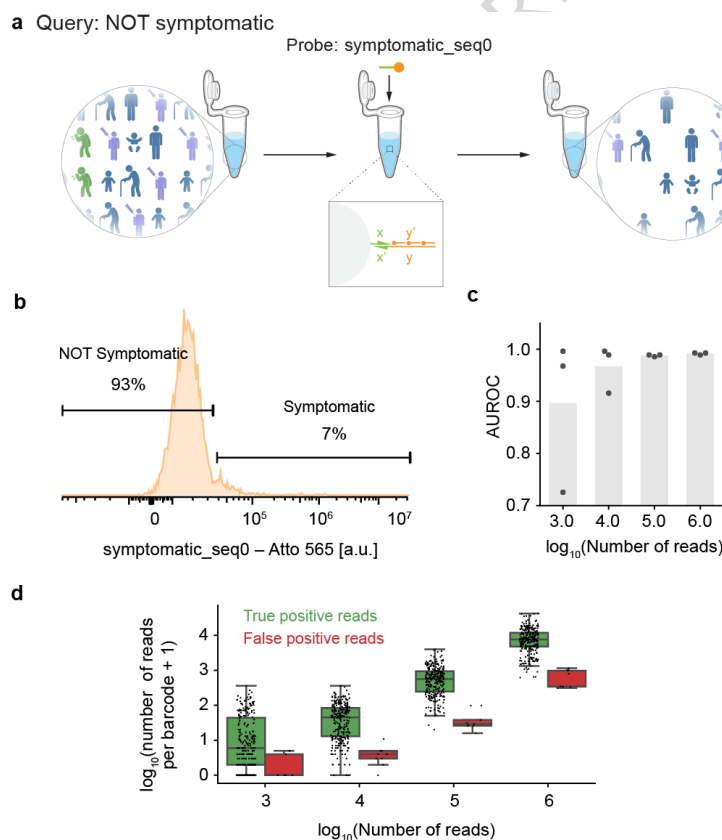 a Query: NOT symptomatic
Probe: symptomatic_seq0
x y'
x' y
b
NOT Symptomatic
93%
Symptomatic
7%
0 10⁵ 10⁶ 10⁷
symptomatic_seq0 – Atto 565 [a.u.]
c
AUROC
1.0
0.9
0.8
0.7
3.0 4.0 5.0 6.0
log₁₀(Number of reads)
d
log₁₀(number of reads
per barcode + 1)
True positive reads
False positive reads
4
3
2
1
0
3 4 5 6
log₁₀(Number of reads)